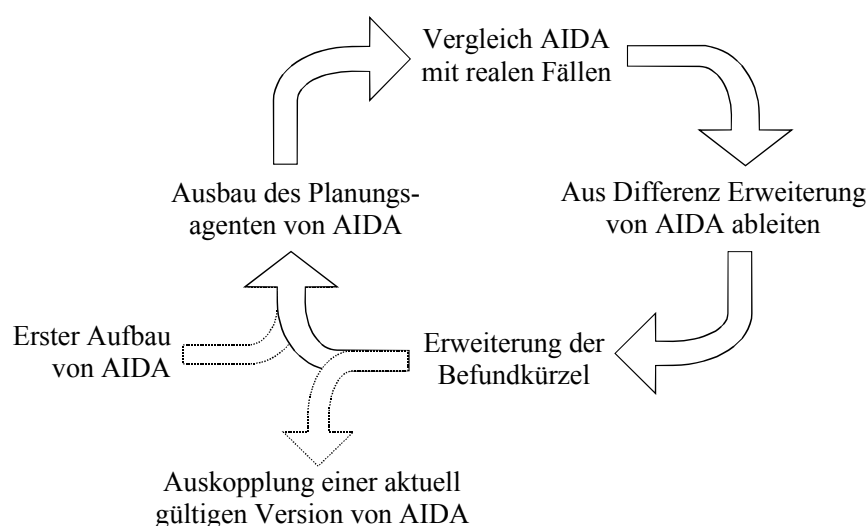 Vergleich AIDA
mit realen Fällen
Ausbau des Planungs-
agenten von AIDA
Aus Differenz Erweiterung
von AIDA ableiten
Erster Aufbau
von AIDA
Erweiterung der
Befundkürzel
Auskopplung einer aktuell
gültigen Version von AIDA